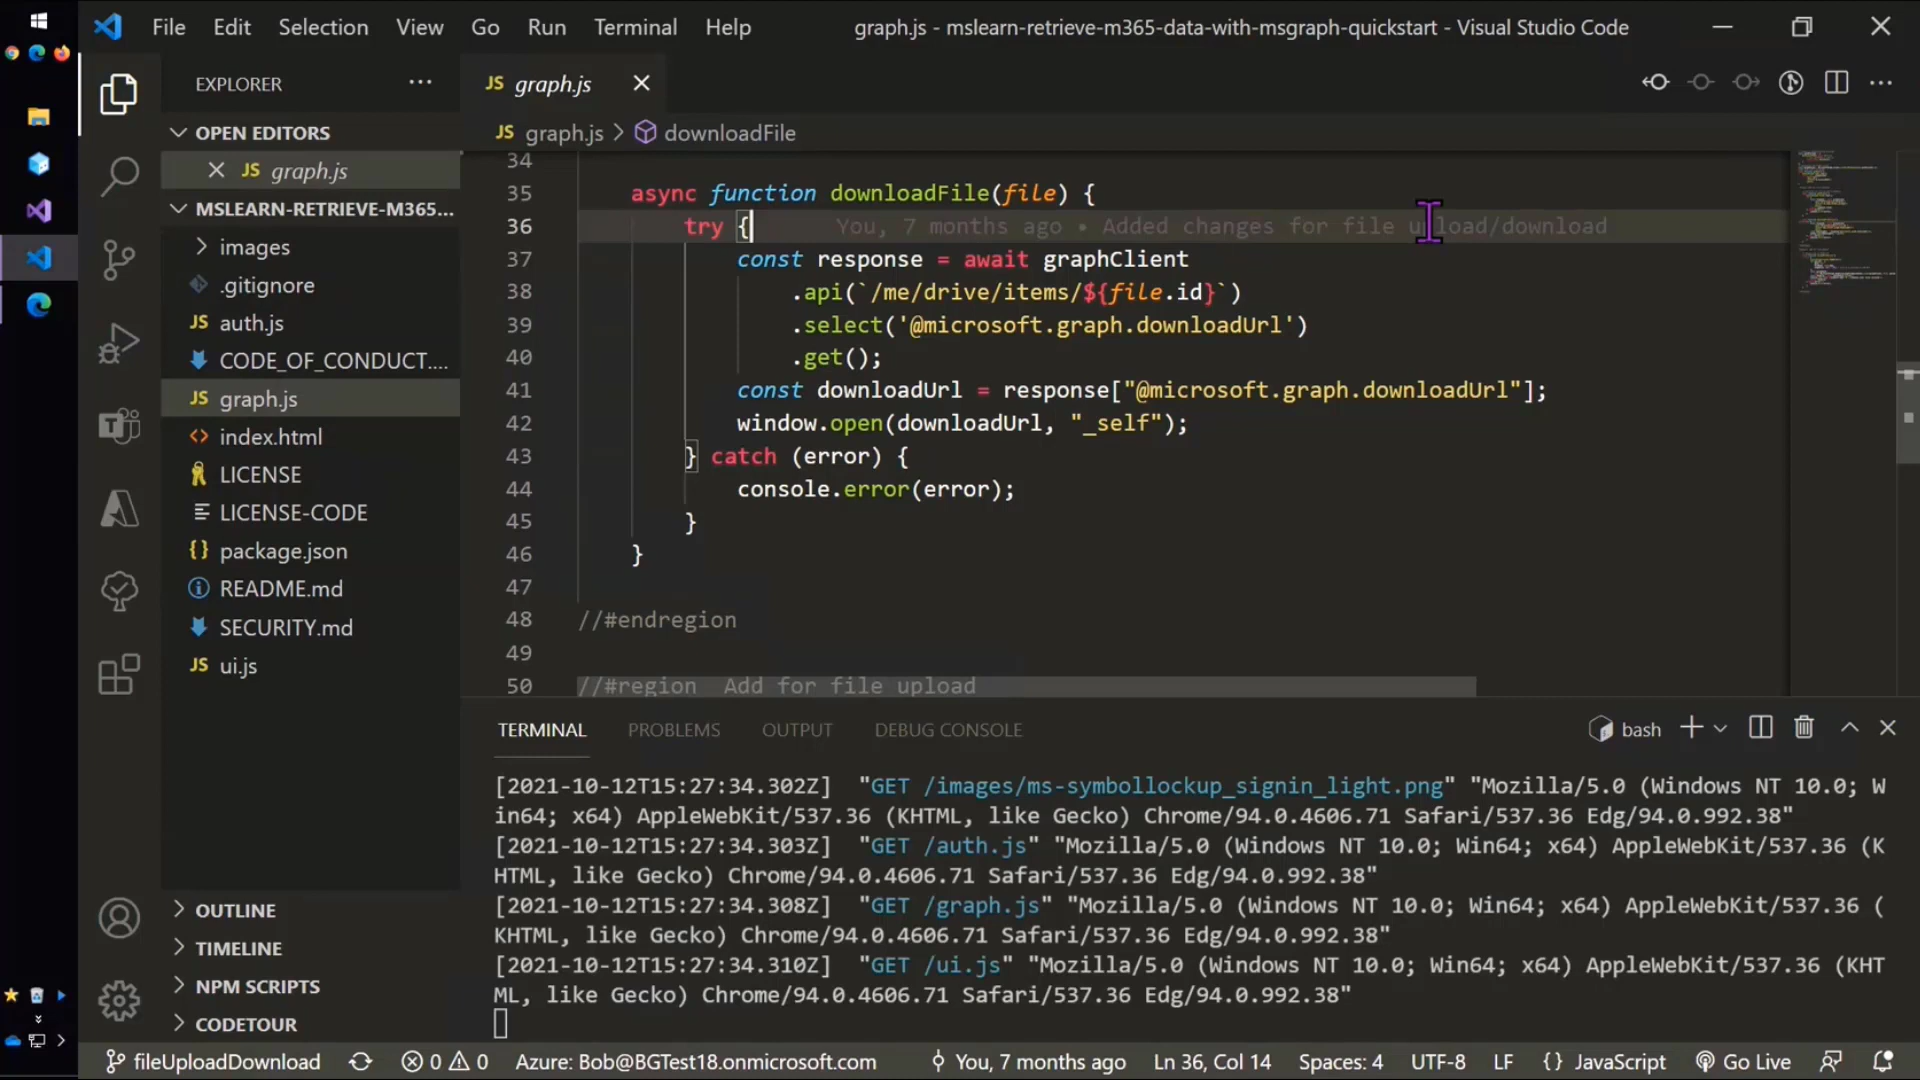 File Edit Selection View Go Run Terminal Help graph.js - mslearn-retrieve-m365-data-with-msgraph-quickstart - Visual Studio Code
EXPLORER
JS graph.js
OPEN EDITORS
JS graph.js > downloadFile
JS graph.js
MSLEARN-RETRIEVE-M365...
images
.gitignore
JS auth.js
CODE_OF_CONDUCT....
JS graph.js
<> index.html
LICENSE
LICENSE-CODE
{} package.json
README.md
SECURITY.md
JS ui.js
OUTLINE
TIMELINE
NPM SCRIPTS
CODETOUR
34
35 async function downloadFile(file) {
36 try { You, 7 months ago • Added changes for file upload/download
37 const response = await graphClient
38 .api(`/me/drive/items/${file.id}`)
39 .select('@microsoft.graph.downloadUrl')
40 .get();
41 const downloadUrl = response["@microsoft.graph.downloadUrl"];
42 window.open(downloadUrl, "_self");
43 } catch (error) {
44 console.error(error);
45 }
46 }
47
48 //#endregion
49
50 //#region Add for file upload
TERMINAL PROBLEMS OUTPUT DEBUG CONSOLE bash
[2021-10-12T15:27:34.302Z] "GET /images/ms-symbollockup_signin_light.png" "Mozilla/5.0 (Windows NT 10.0; W
in64; x64) AppleWebKit/537.36 (KHTML, like Gecko) Chrome/94.0.4606.71 Safari/537.36 Edg/94.0.992.38"
[2021-10-12T15:27:34.303Z] "GET /auth.js" "Mozilla/5.0 (Windows NT 10.0; Win64; x64) AppleWebKit/537.36 (K
HTML, like Gecko) Chrome/94.0.4606.71 Safari/537.36 Edg/94.0.992.38"
[2021-10-12T15:27:34.308Z] "GET /graph.js" "Mozilla/5.0 (Windows NT 10.0; Win64; x64) AppleWebKit/537.36 (
KHTML, like Gecko) Chrome/94.0.4606.71 Safari/537.36 Edg/94.0.992.38"
[2021-10-12T15:27:34.310Z] "GET /ui.js" "Mozilla/5.0 (Windows NT 10.0; Win64; x64) AppleWebKit/537.36 (KHT
ML, like Gecko) Chrome/94.0.4606.71 Safari/537.36 Edg/94.0.992.38"
fileUploadDownload 0 0 Azure: Bob@BGTest18.onmicrosoft.com You, 7 months ago Ln 36, Col 14 Spaces: 4 UTF-8 LF {} JavaScript Go Live